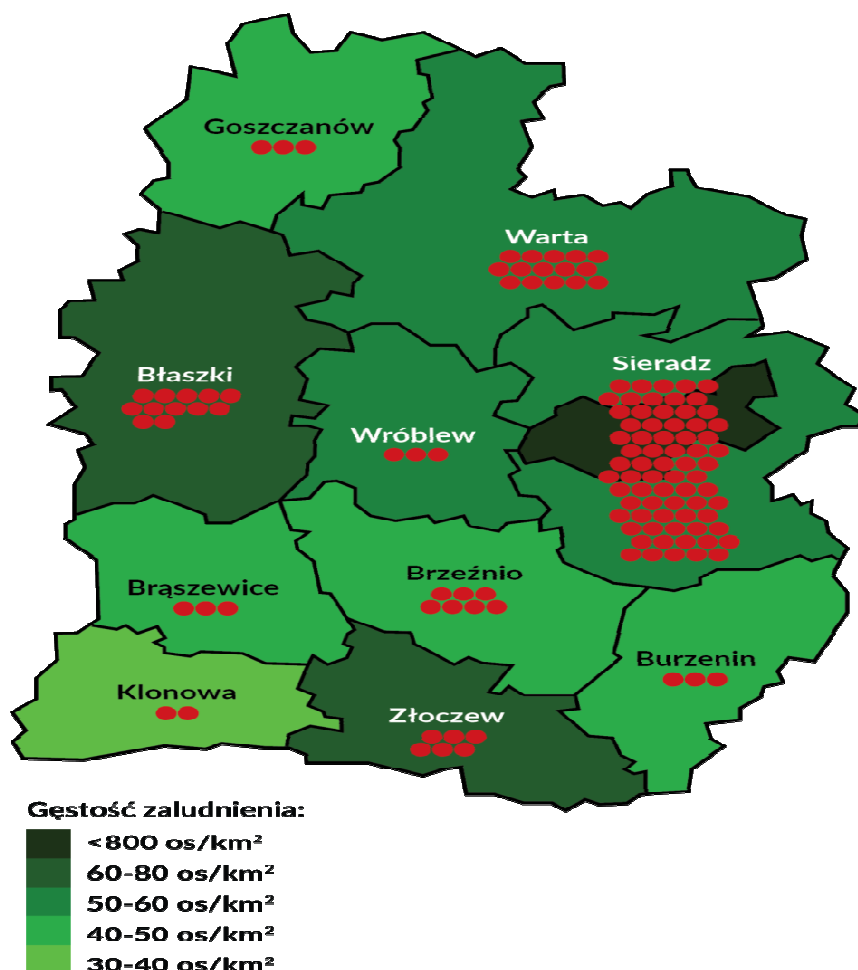 Goszczanów
Warta
Sieradz
Błaszki
Wróblew
Brzeźnio
Brąszewice
Burzenin
Klonowa
Złoczew
Gęstość zaludnienia:
<800 os/km²
60-80 os/km²
50-60 os/km²
40-50 os/km²
30-40 os/km²